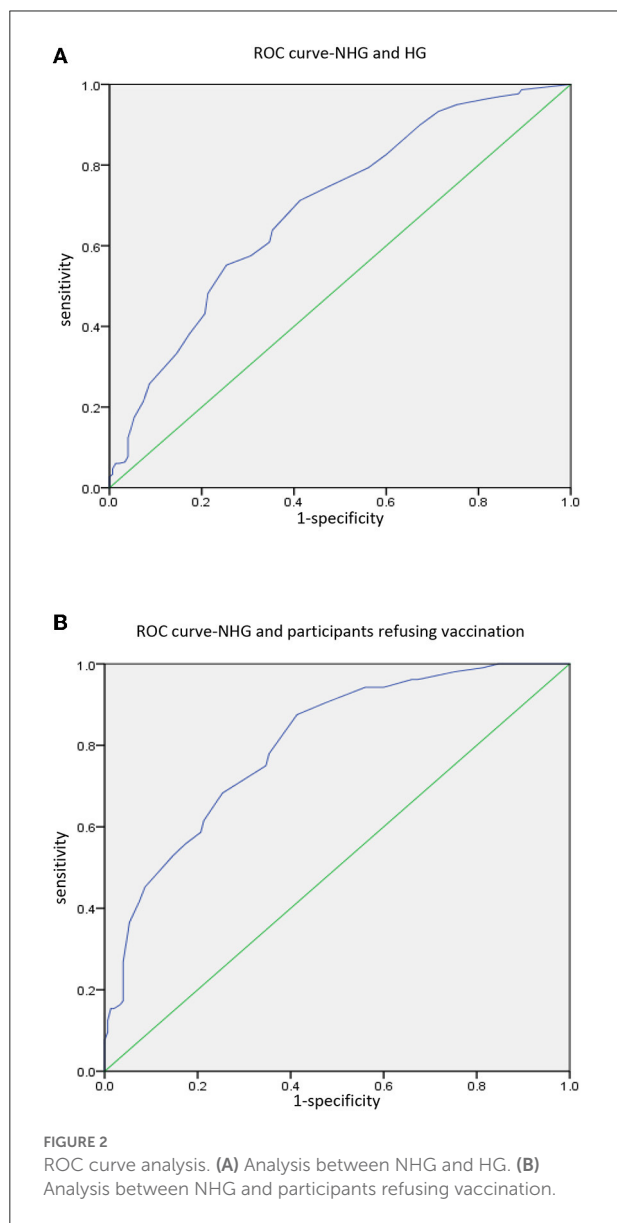 A
ROC curve-NHG and HG
1.0
0.8
0.6
sensitivity
0.4
0.2
0.0
0.0 0.2 0.4 0.6 0.8 1.0
1-specificity
B
ROC curve-NHG and participants refusing vaccination
1.0
0.8
0.6
sensitivity
0.4
0.2
0.0
0.0 0.2 0.4 0.6 0.8 1.0
1-specificity
FIGURE 2
ROC curve analysis. (A) Analysis between NHG and HG. (B)
Analysis between NHG and participants refusing vaccination.